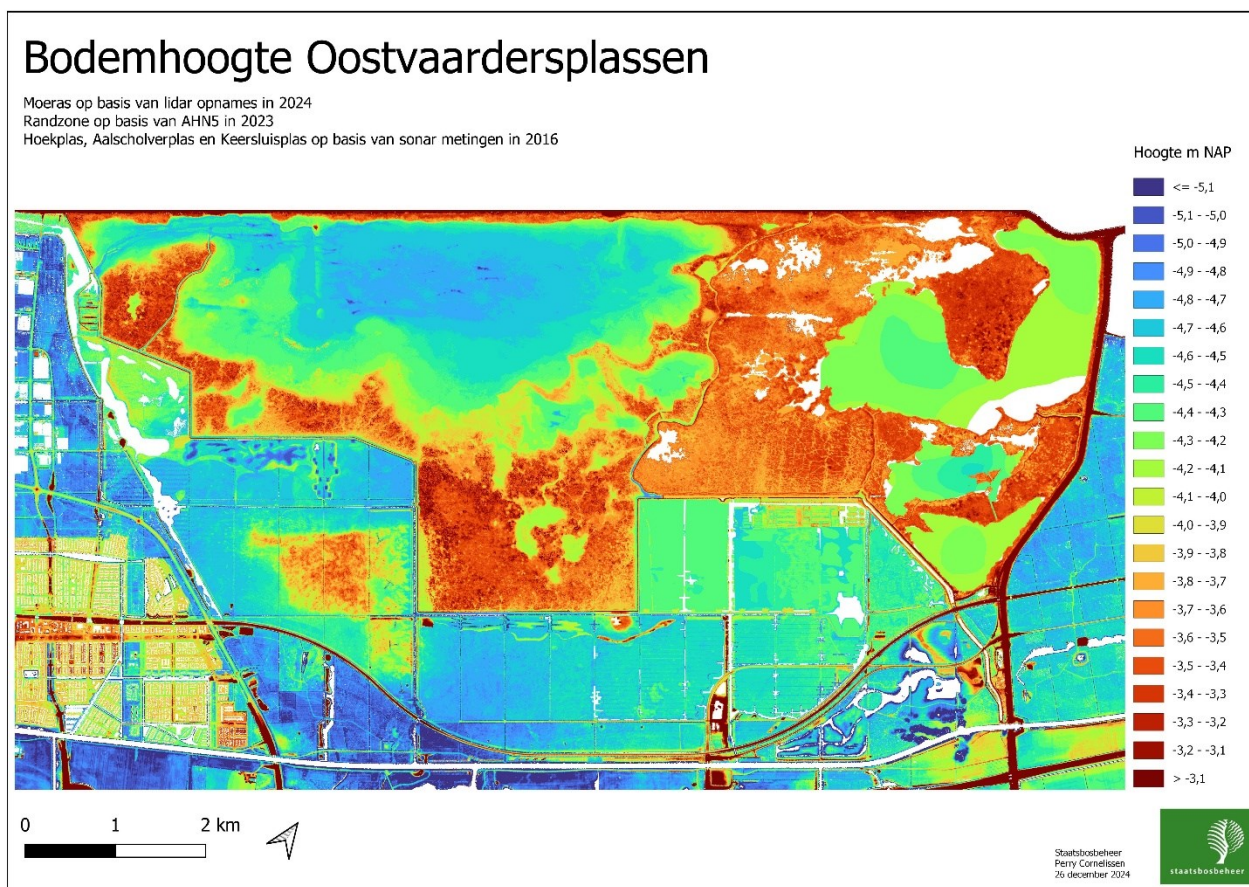 Bodemhoogte Oostvaardersplassen
Moeras op basis van lidar opnames in 2024
Randzone op basis van AHN5 in 2023
Hoekplas, Aalscholverplas en Keersluisplas op basis van sonar metingen in 2016
Hoogte m NAP
<= -5,1
-5,1 - -5,0
-5,0 - -4,9
-4,9 - -4,8
-4,8 - -4,7
-4,7 - -4,6
-4,6 - -4,5
-4,5 - -4,4
-4,4 - -4,3
-4,3 - -4,2
-4,2 - -4,1
-4,1 - -4,0
-4,0 - -3,9
-3,9 - -3,8
-3,8 - -3,7
-3,7 - -3,6
-3,6 - -3,5
-3,5 - -3,4
-3,4 - -3,3
-3,3 - -3,2
-3,2 - -3,1
> -3,1
0 1 2 km
Staatsbosbeheer
Perry Cornelissen
26 december 2024
staatsbosbeheer